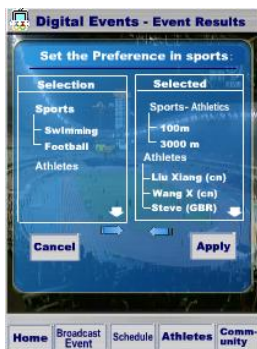 Digital Events - Event Results
Set the Preference in sports:
Selection
Sports
Swimming
Football
Athletes
Selected
Sports- Athletics
100m
3000 m
Athletes
Liu Xiang (cn)
Wang X (cn)
Steve (GBR)
Cancel
Apply
Home
Broadcast
Event
Schedule
Athletes
Comm-
unity